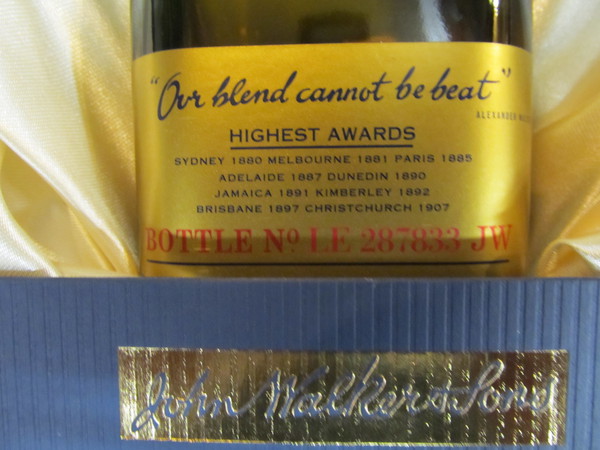 "Our blend cannot be beat"
ALEXANDER
HIGHEST AWARDS
SYDNEY 1880 MELBOURNE 1881 PARIS 1885
ADELAIDE 1887 DUNEDIN 1890
JAMAICA 1891 KIMBERLEY 1892
BRISBANE 1897 CHRISTCHURCH 1907
BOTTLE Nº LE 287833 JW
John Walker & Sons